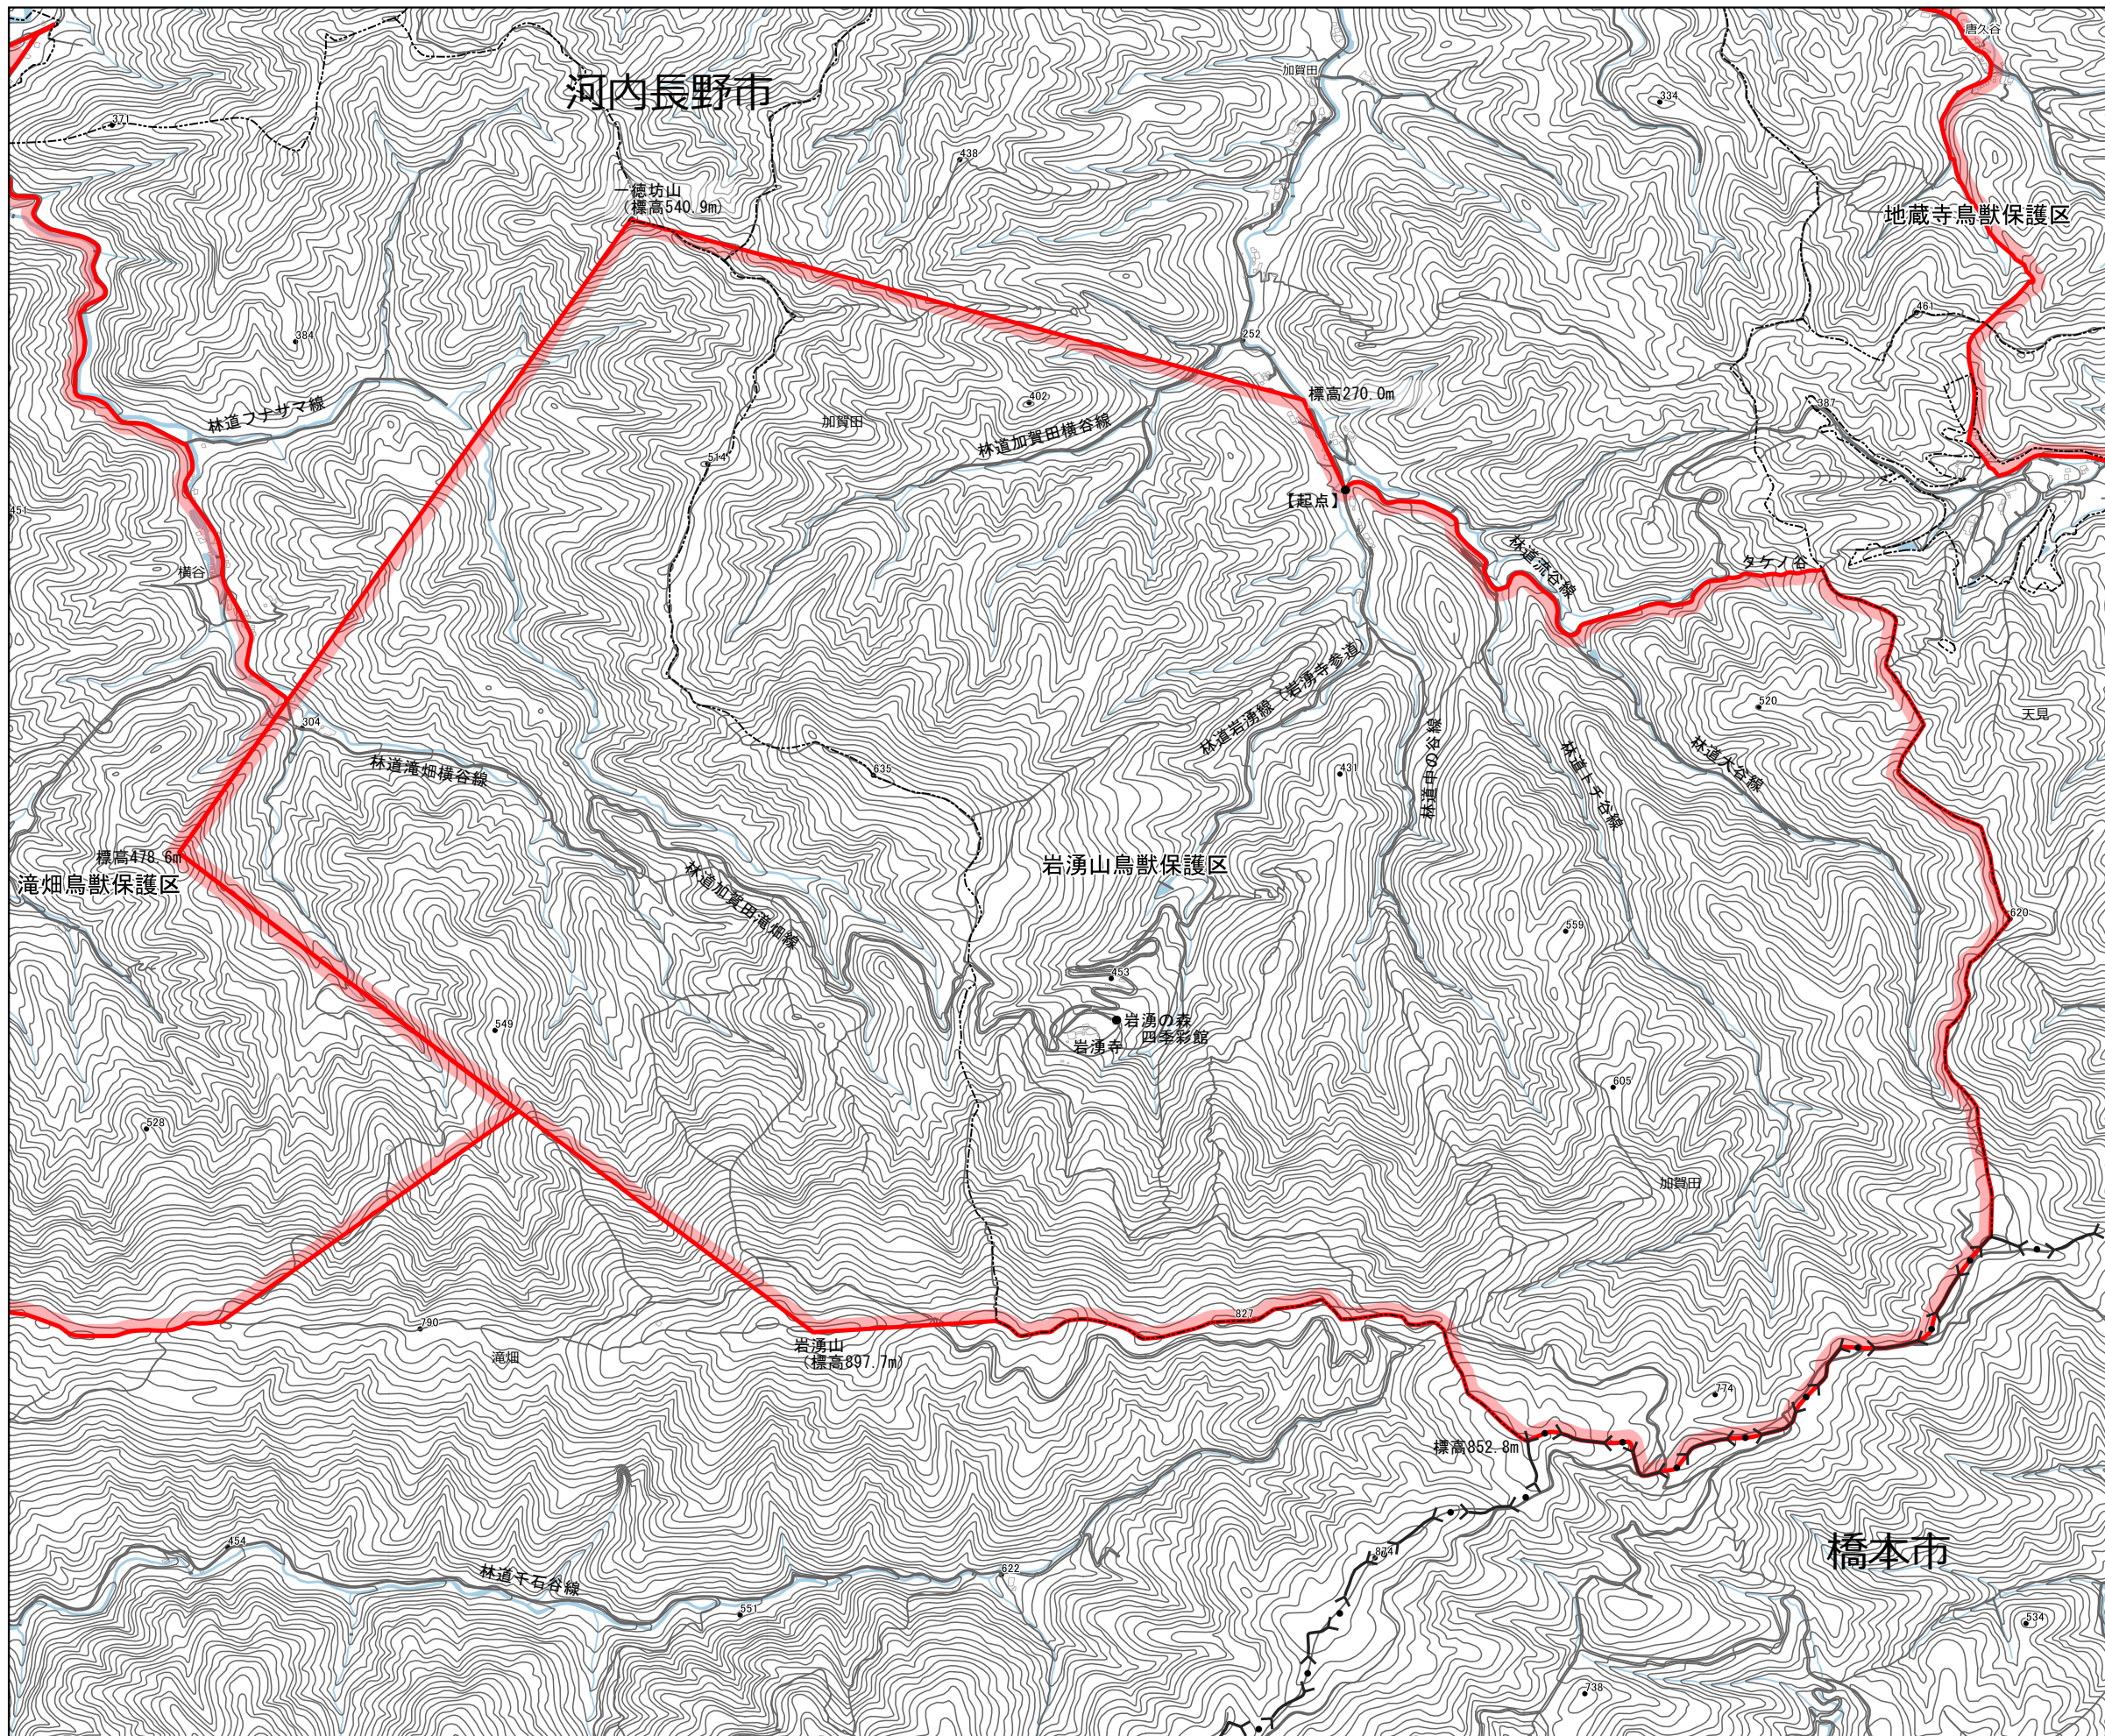 唐久谷
加賀田
河内長野市
334
371
438
一徳坊山
(標高540.9m)
地蔵寺鳥獣保護区
461
252
384
標高270.0m
402
387
林道フナサマ線
加賀田
林道加賀田横谷線
514
【起点】
451
林道流谷線
タケノ谷
横谷
林道岩湧線(岩湧寺参道)
520
天見
304
林道滝畑横谷線
635
431
林道中の谷線
林道トチ谷線
林道大谷線
標高478.6m
滝畑鳥獣保護区
岩湧山鳥獣保護区
林道加賀田滝畑線
620
559
453
岩湧の森
四季彩館
岩湧寺
549
605
528
加賀田
827
790
岩湧山
(標高897.7m)
滝畑
774
標高852.8m
橋本市
454
874
林道千石谷線
622
551
534
738